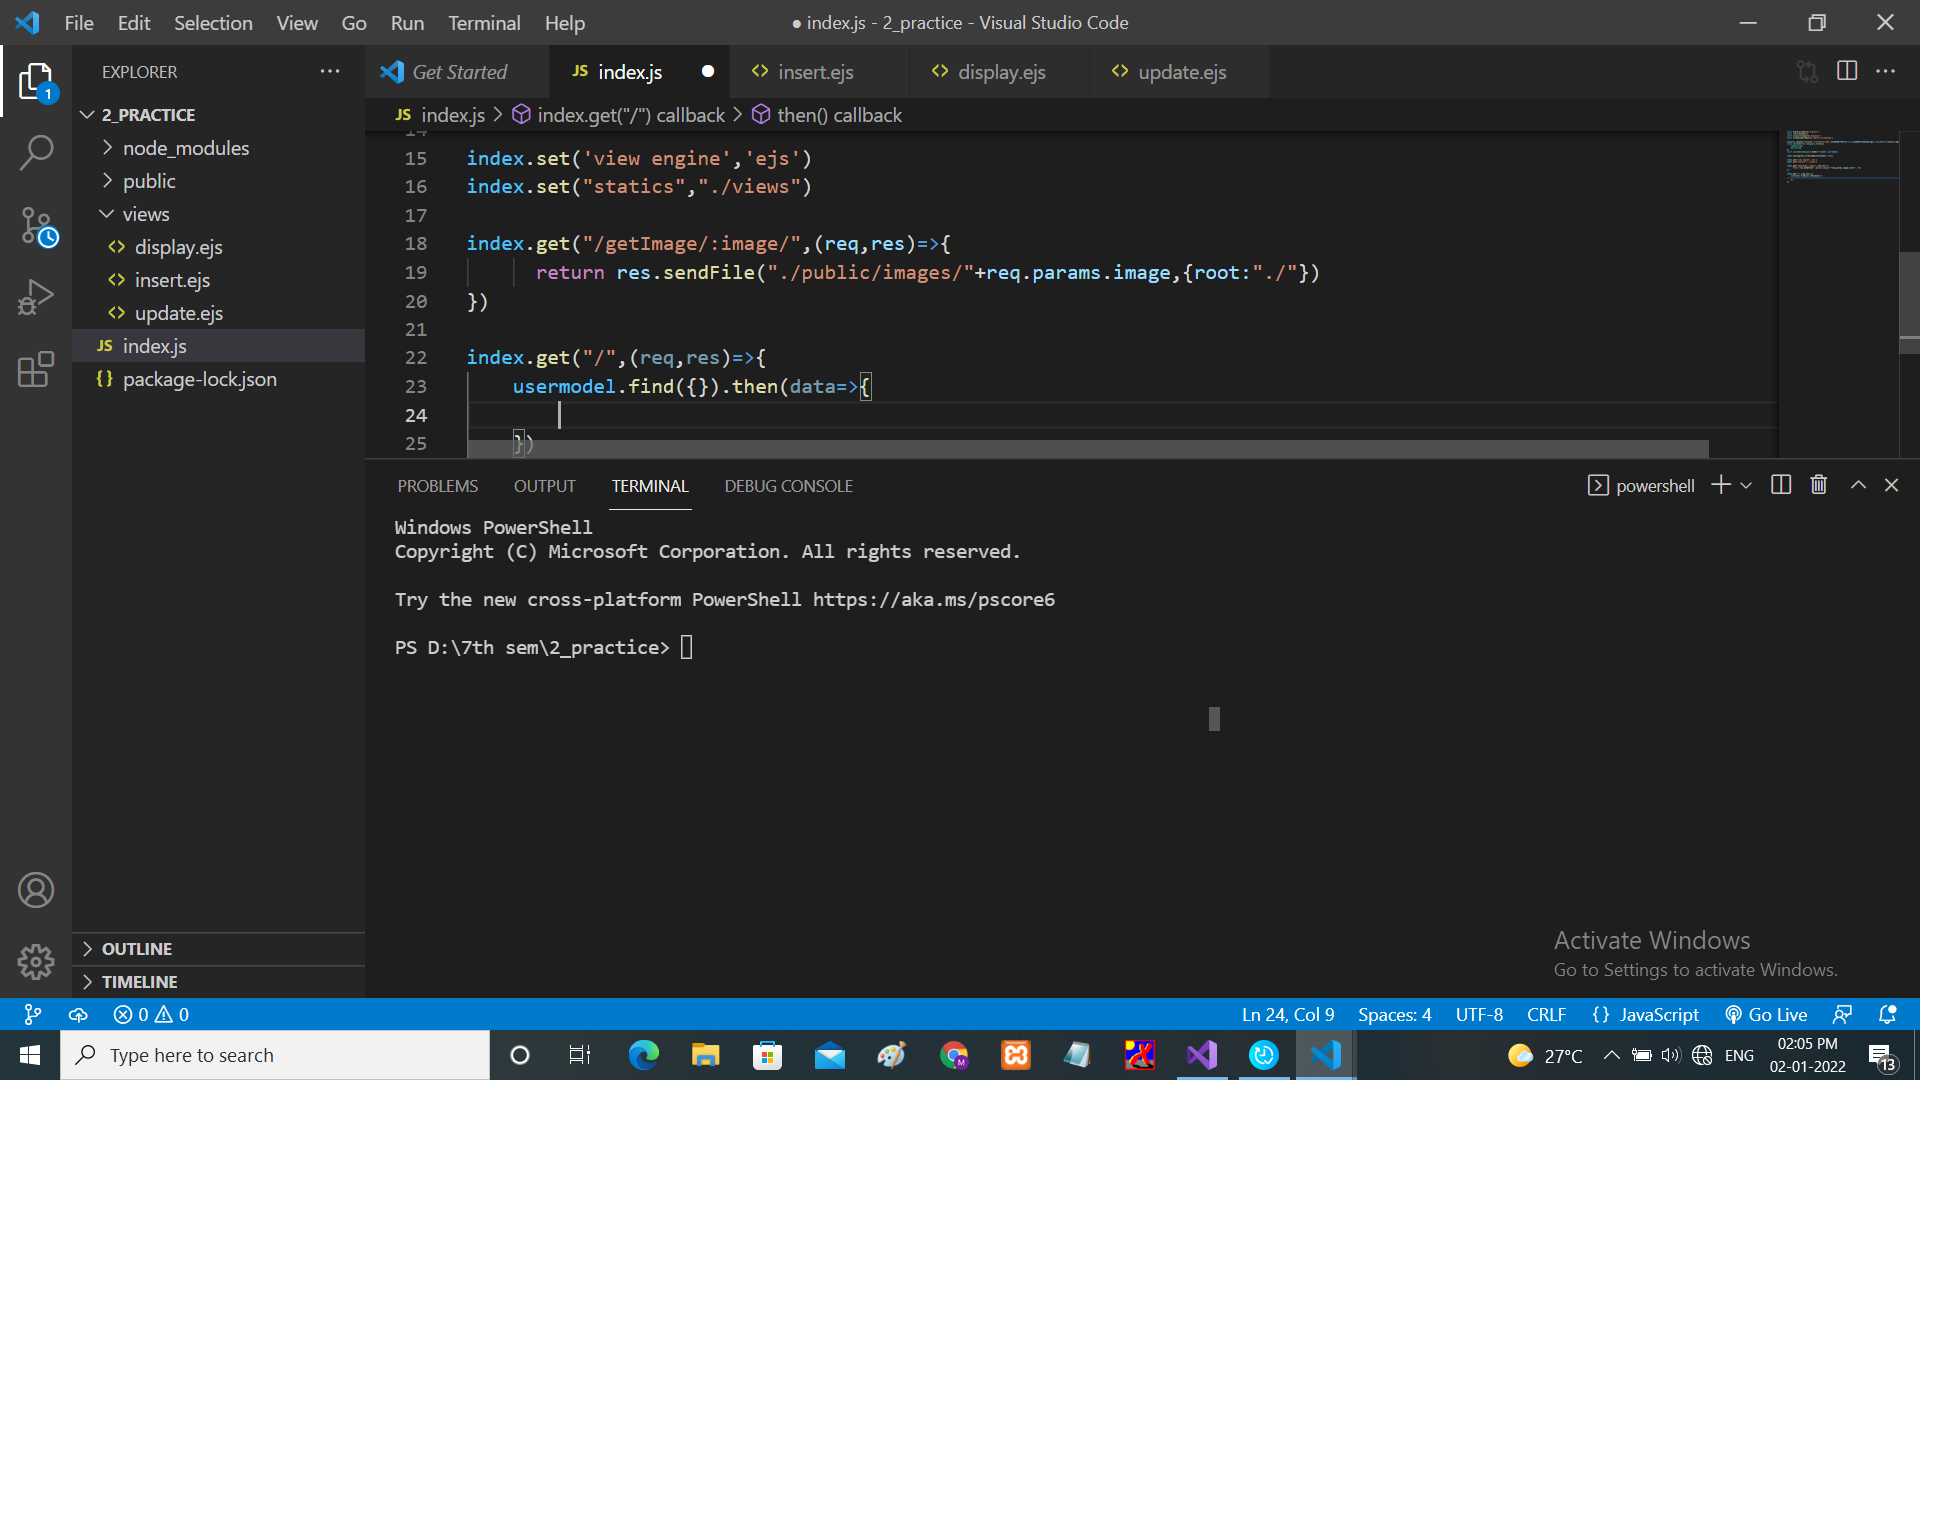 File Edit Selection View Go Run Terminal Help ● index.js - 2_practice - Visual Studio Code
EXPLORER ···
Get Started JS index.js ● <> insert.ejs <> display.ejs <> update.ejs ···
1
2_PRACTICE
JS index.js > index.get("/") callback > then() callback
node_modules
public
views
<> display.ejs
<> insert.ejs
<> update.ejs
JS index.js
{} package-lock.json
14
15 index.set('view engine','ejs')
16 index.set("statics","./views")
17
18 index.get("/getImage/:image/",(req,res)=>{
19 return res.sendFile("./public/images/"+req.params.image,{root:"./"})
20 })
21
22 index.get("/",(req,res)=>{
23 usermodel.find({}).then(data=>{
24
25 })
PROBLEMS OUTPUT TERMINAL DEBUG CONSOLE powershell
Windows PowerShell
Copyright (C) Microsoft Corporation. All rights reserved.
Try the new cross-platform PowerShell https://aka.ms/pscore6
PS D:\7th sem\2_practice>
OUTLINE
TIMELINE
Activate Windows
Go to Settings to activate Windows.
0 0 Ln 24, Col 9 Spaces: 4 UTF-8 CRLF {} JavaScript Go Live
Type here to search
M
27°C ENG 02:05 PM
02-01-2022
13